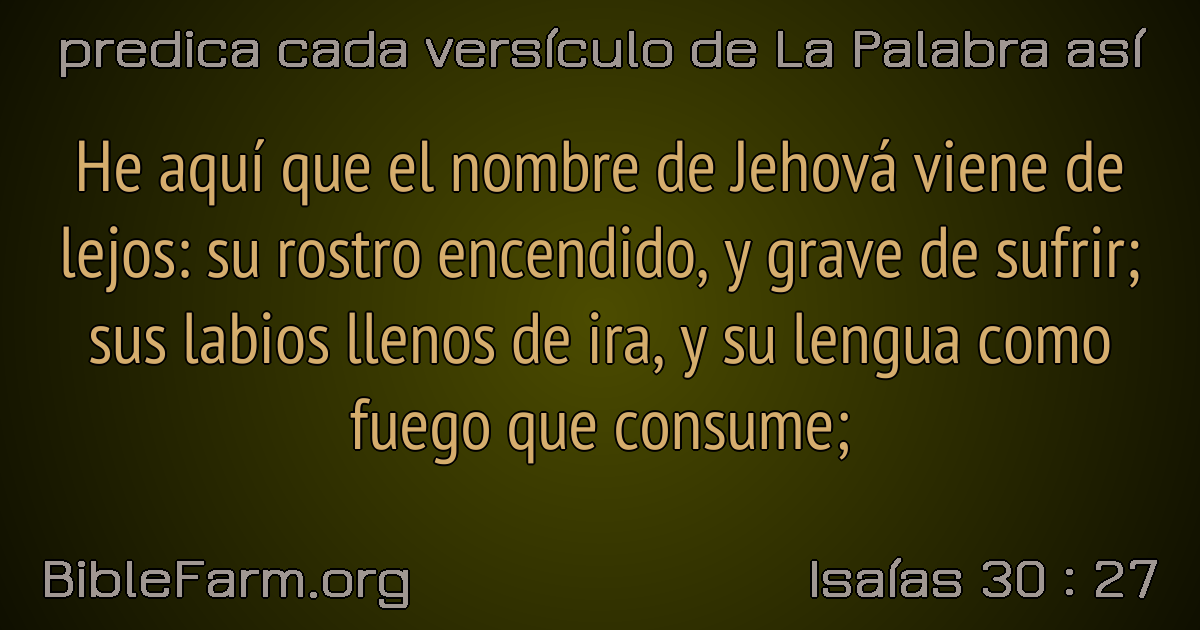 predica cada versículo de La Palabra así
He aquí que el nombre de Jehová viene de
lejos: su rostro encendido, y grave de sufrir;
sus labios llenos de ira, y su lengua como
fuego que consume;
BibleFarm.org
Isaías 30 : 27